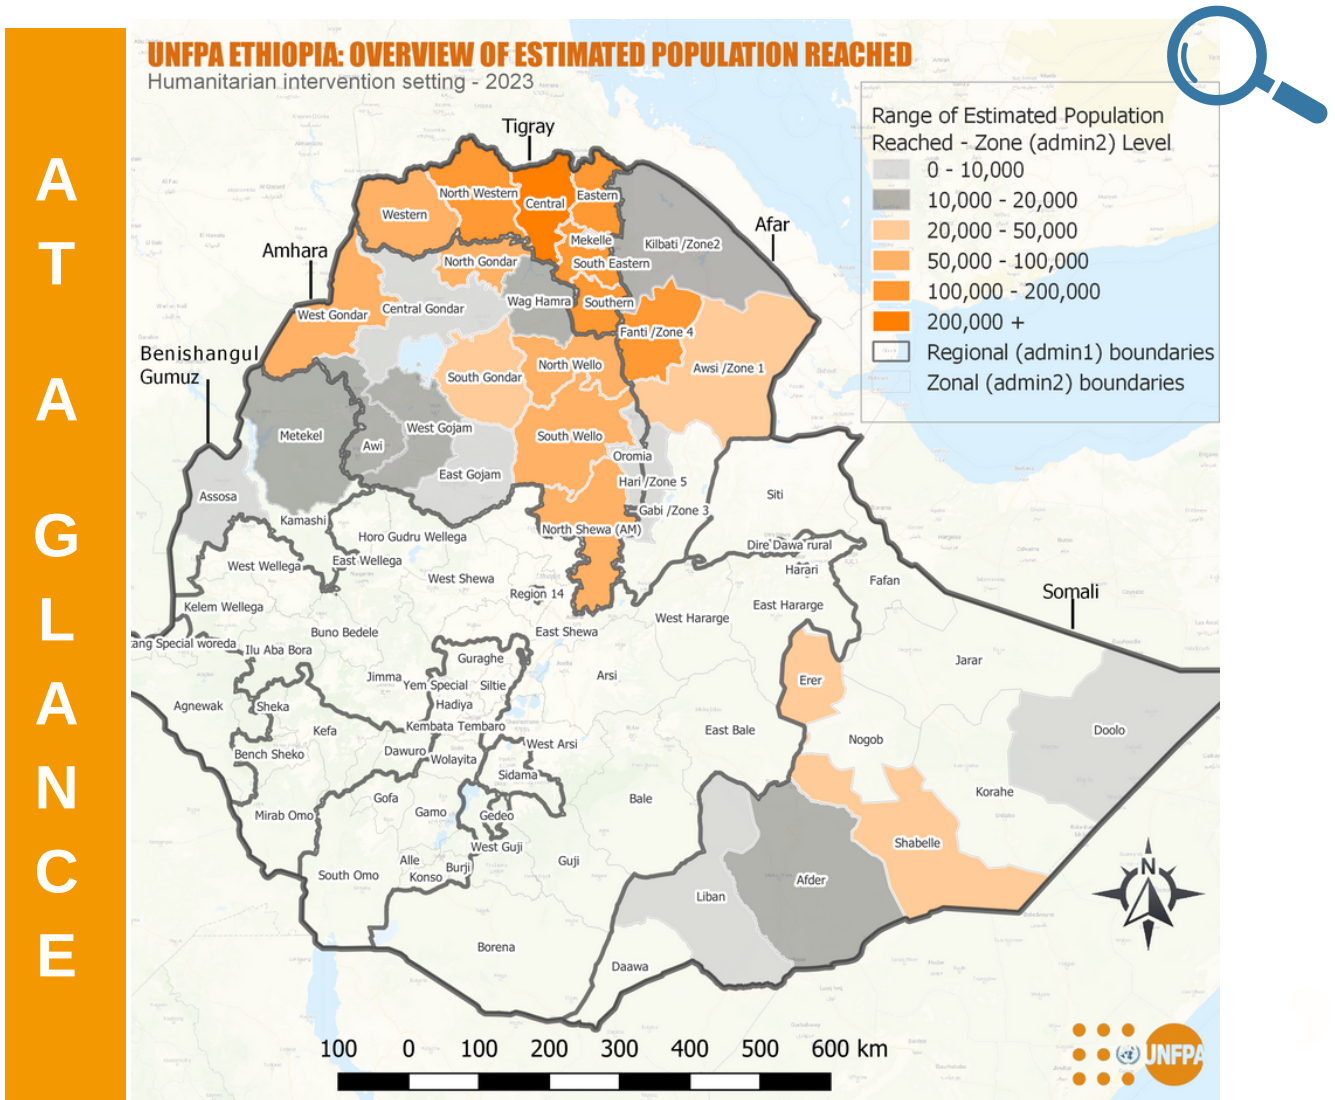 AT A GLANCE
UNFPA ETHIOPIA: OVERVIEW OF ESTIMATED POPULATION REACHED
Humanitarian intervention setting - 2023
Range of Estimated Population
Reached - Zone (admin2) Level
0 - 10,000
10,000 - 20,000
20,000 - 50,000
50,000 - 100,000
100,000 - 200,000
200,000 +
Regional (admin1) boundaries
Zonal (admin2) boundaries
Tigray
Afar
Amhara
Benishangul
Gumuz
Somali
North Western
Eastern
Central
Western
Mekelle
Kilbati /Zone2
North Gondar
South Eastern
Wag Hamra
Southern
Central Gondar
West Gondar
Fanti /Zone 4
North Wello
Awsi /Zone 1
South Gondar
West Gojam
Metekel
Awi
South Wello
Oromia
East Gojam
Hari /Zone 5
Assosa
Siti
Gabi /Zone 3
Kamashi
North Shewa (AM)
Horo Gudru Wellega
Dire Dawa rural
East Wellega
West Wellega
Harari
West Shewa
Fafan
Region 14
Kelem Wellega
East Hararge
West Hararge
Buno Bedele
East Shewa
ang Special woreda
Ilu Aba Bora
Guraghe
Jarar
Jimma
Arsi
Erer
Yem Special
Siltie
Agnewak
Sheka
Hadiya
Kembata Tembaro
Kefa
East Bale
Doolo
Nogob
West Arsi
Bench Sheko
Dawuro
Wolayita
Sidama
Korahe
Gofa
Bale
Mirab Omo
Gamo
Gedeo
Shabelle
West Guji
Alle
Guji
Burji
South Omo
Konso
Afder
Liban
Borena
Daawa
N
100 0 100 200 300 400 500 600 km
UNFPA